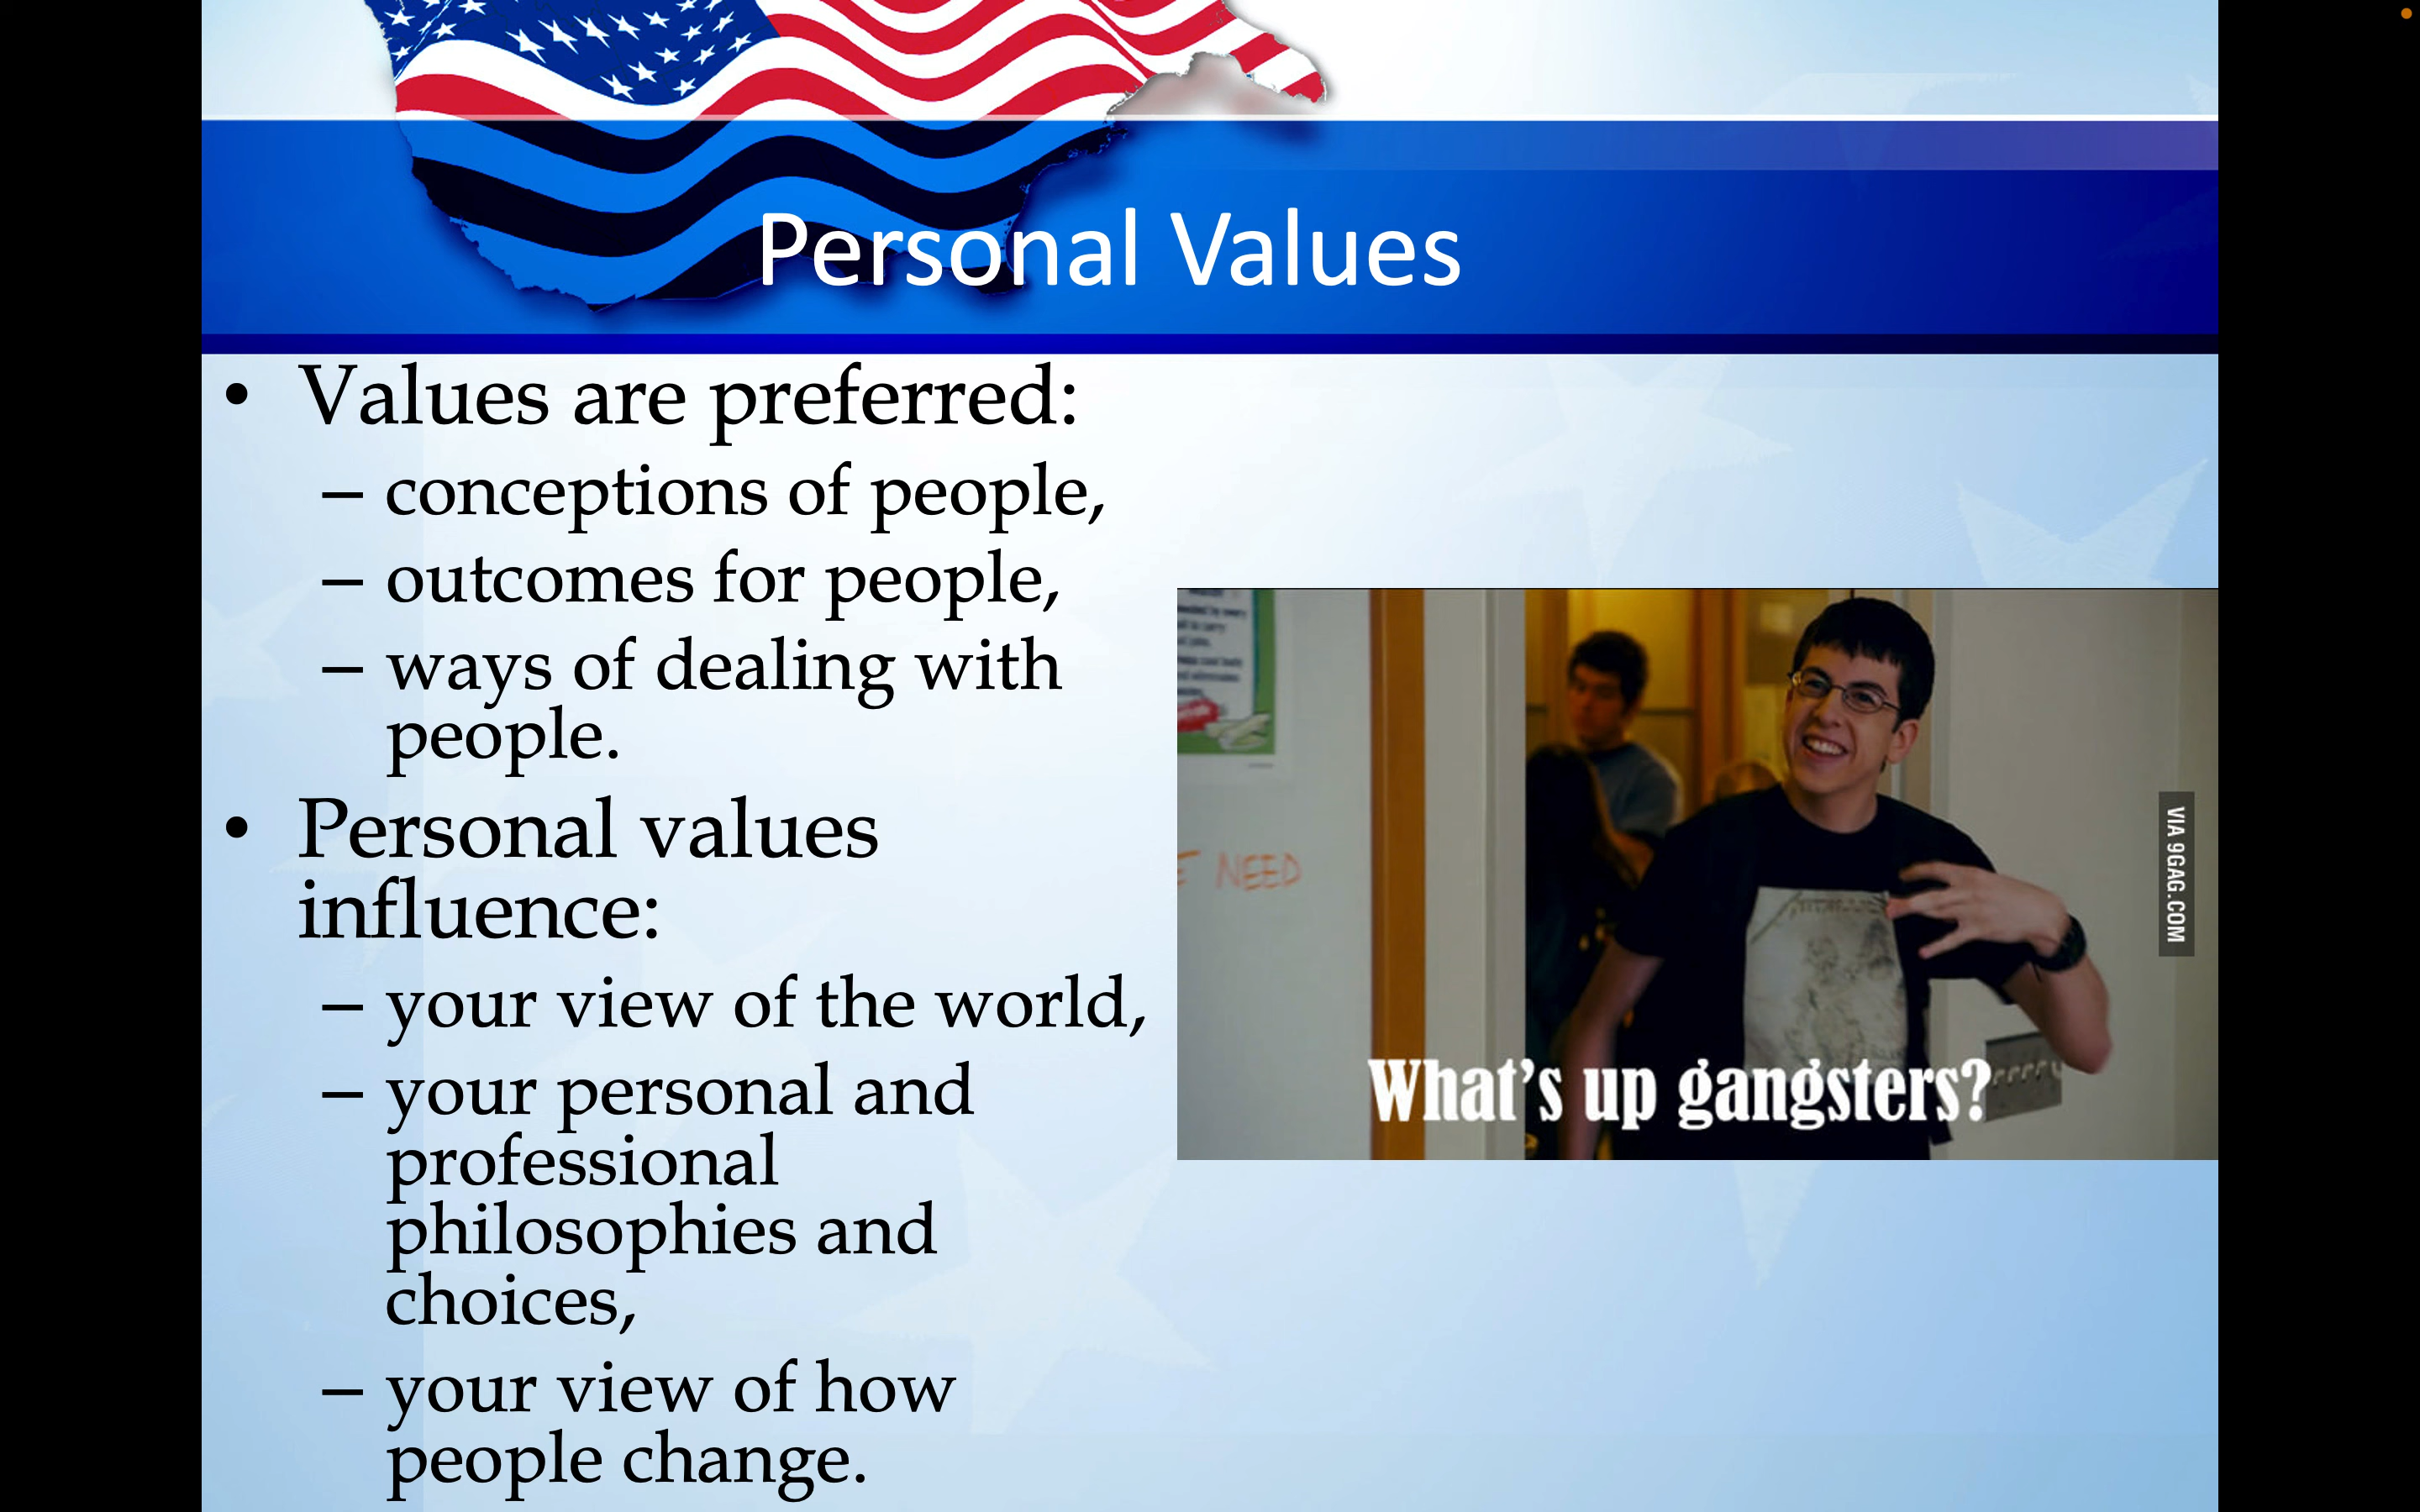 Personal Values
• Values are preferred:
– conceptions of people,
– outcomes for people,
– ways of dealing with
people.
• Personal values
influence:
– your view of the world,
– your personal and
professional
philosophies and
choices,
– your view of how
people change.
NEED
VIA 9GAG.COM
What's up gangsters?